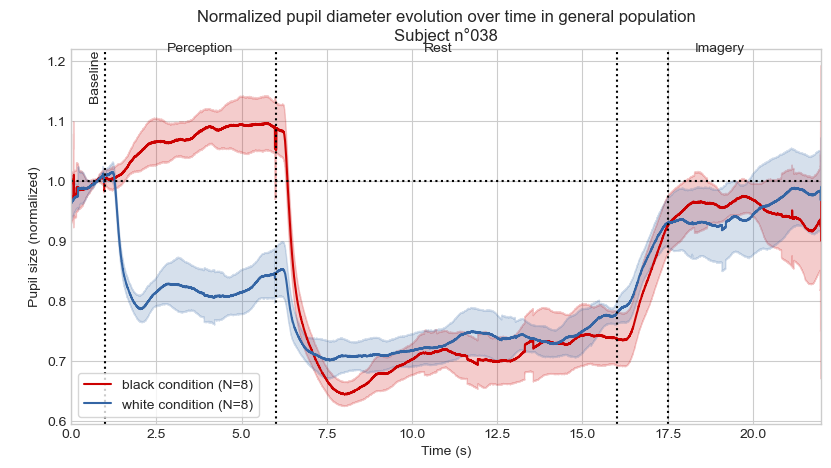 Normalized pupil diameter evolution over time in general population
Subject n°038
Baseline
Perception
Rest
Imagery
1.2
1.1
1.0
0.9
0.8
0.7
0.6
Pupil size (normalized)
black condition (N=8)
white condition (N=8)
0.0
2.5
5.0
7.5
10.0
12.5
15.0
17.5
20.0
Time (s)